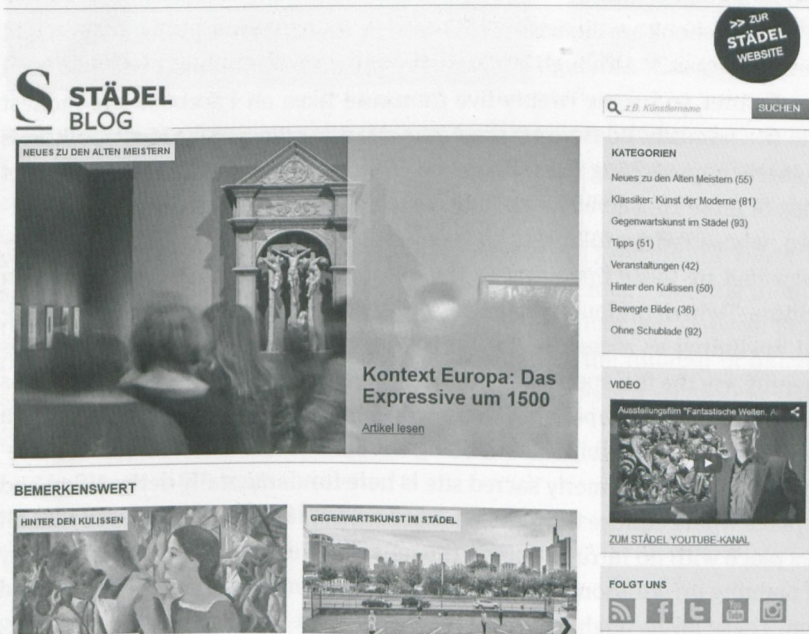 >> ZUR
STÄDEL
WEBSITE
STÄDEL
BLOG
z.B. Künstlername
SUCHEN
NEUES ZU DEN ALTEN MEISTERN
Kontext Europa: Das
Expressive um 1500
Artikel lesen
KATEGORIEN
Neues zu den Alten Meistern (55)
Klassiker: Kunst der Moderne (81)
Gegenwartskunst im Städel (93)
Tipps (51)
Veranstaltungen (42)
Hinter den Kulissen (50)
Bewegte Bilder (36)
Ohne Schublade (92)
VIDEO
Ausstellungsfilm "Fantastische Welten.
ZUM STÄDEL YOUTUBE-KANAL
BEMERKENSWERT
HINTER DEN KULISSEN
GEGENWARTSKUNST IM STÄDEL
FOLGT UNS
You
Tube